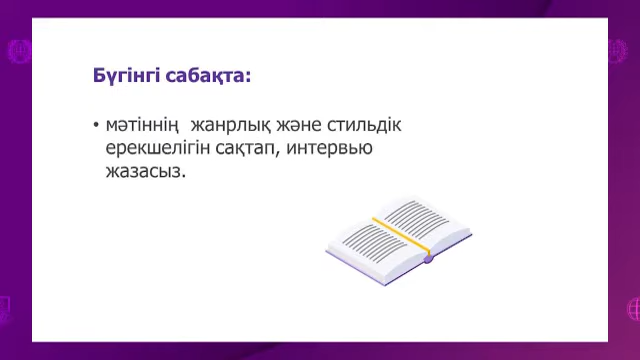 Бүгінгі сабақта:
• мәтіннің жанрлық және стильдік
ерекшелігін сақтап, интервью
жазасыз.